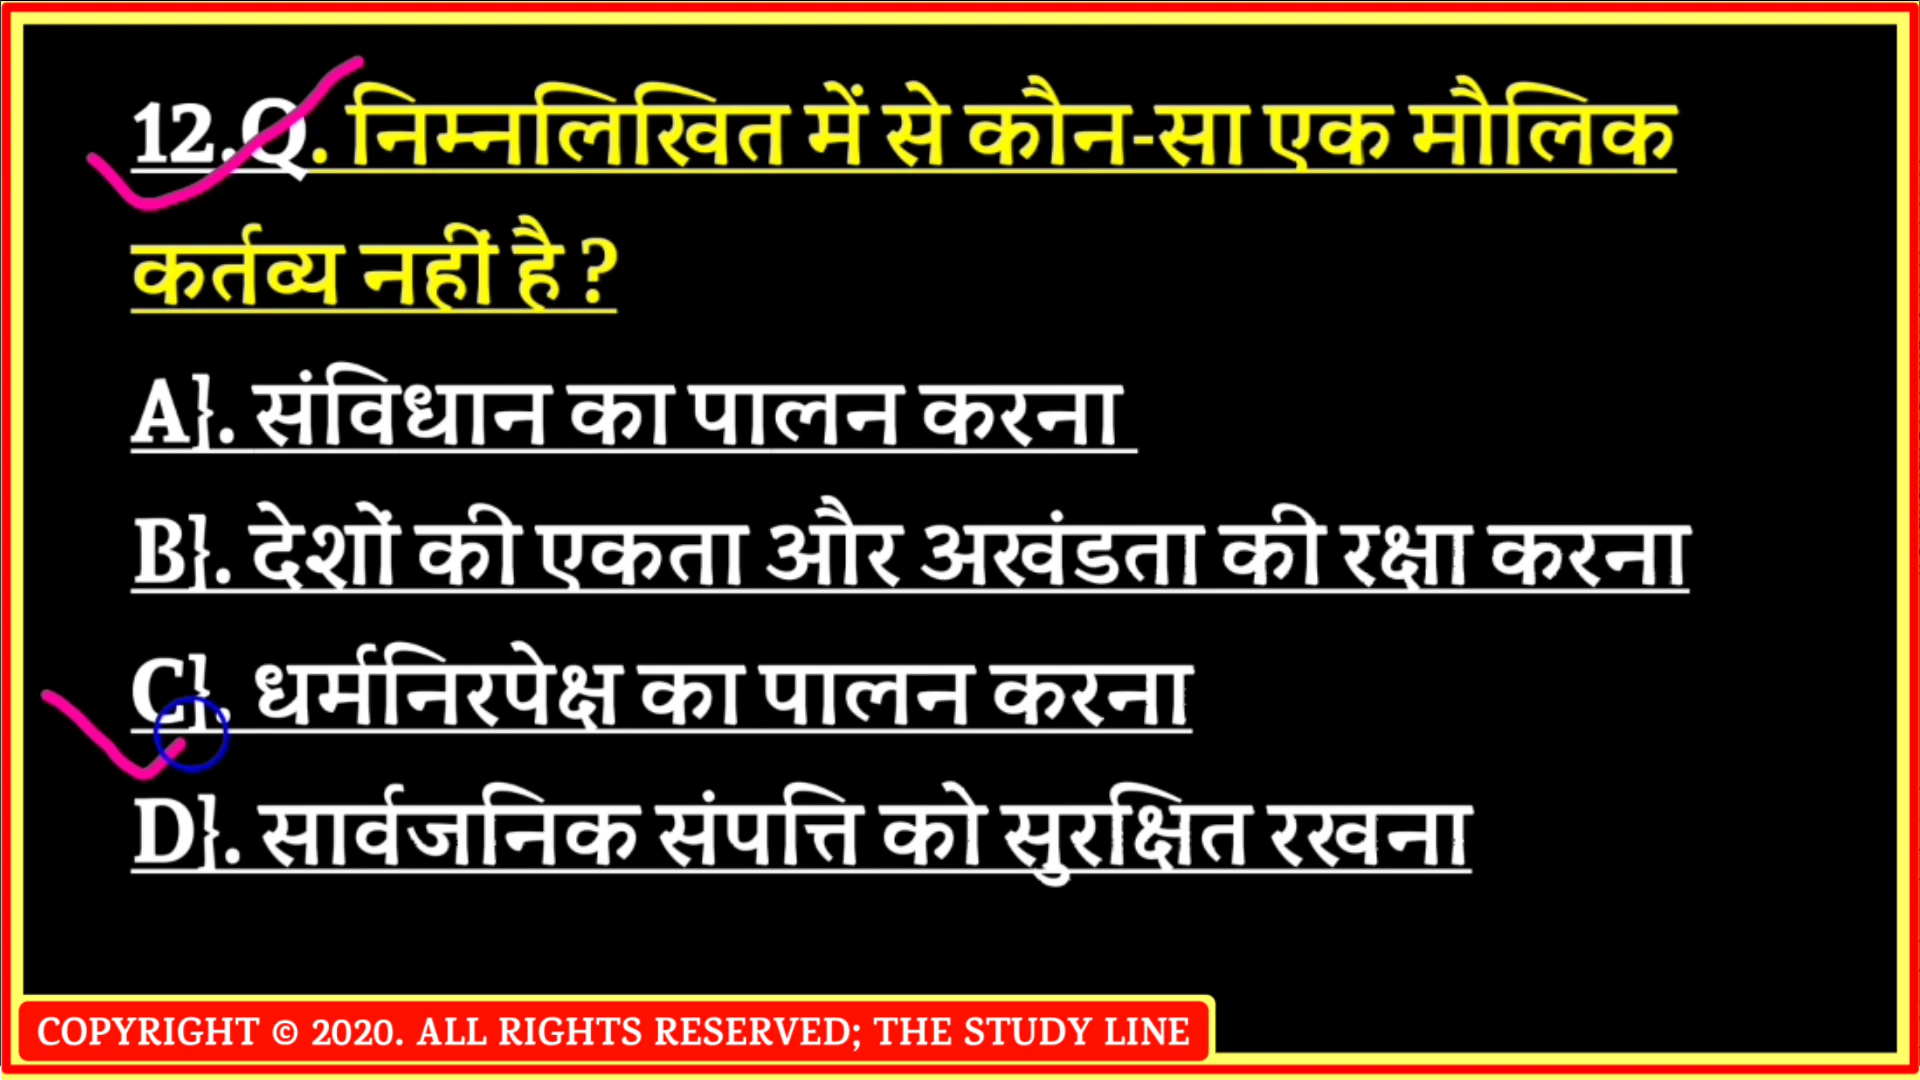 12.Q. निम्नलिखित में से कौन-सा एक मौलिक
कर्तव्य नहीं है ?
A}. संविधान का पालन करना
B}. देशों की एकता और अखंडता की रक्षा करना
C}. धर्मनिरपेक्ष का पालन करना
D}. सार्वजनिक संपत्ति को सुरक्षित रखना
COPYRIGHT © 2020. ALL RIGHTS RESERVED; THE STUDY LINE